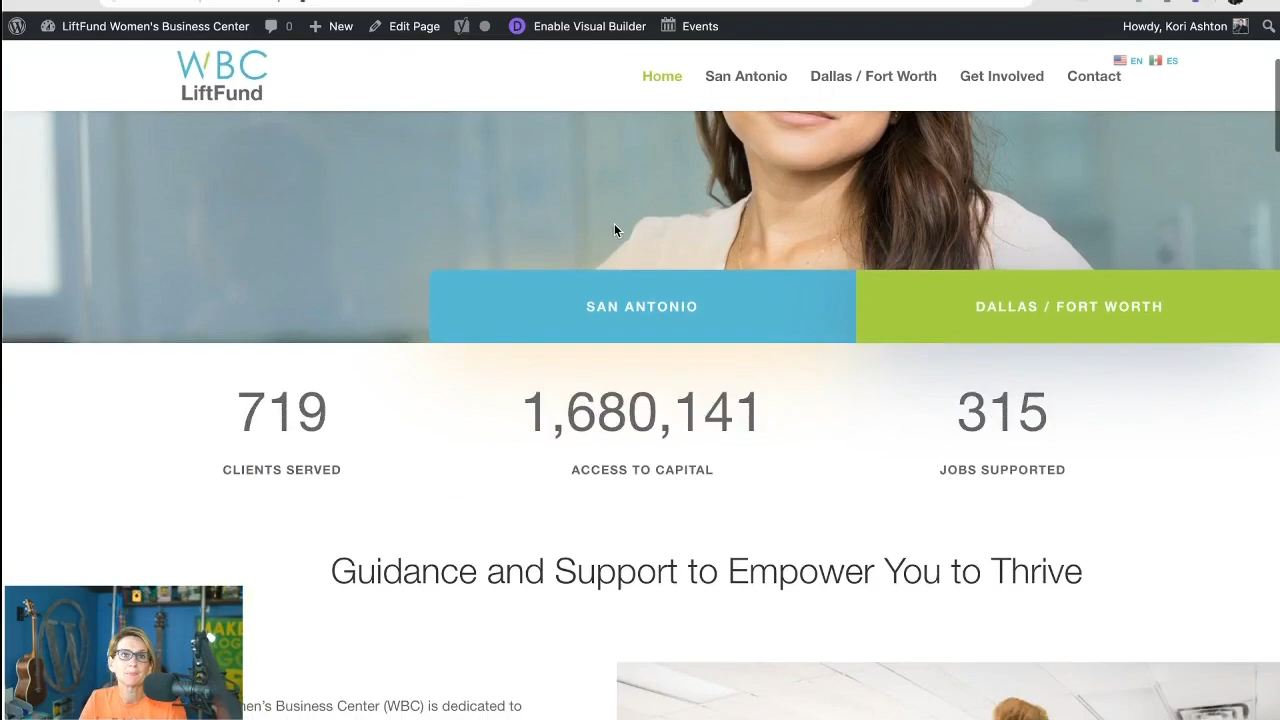 LiftFund Women's Business Center 0 New Edit Page Enable Visual Builder Events Howdy, Kori Ashton
WBC
LiftFund
EN ES
Home San Antonio Dallas / Fort Worth Get Involved Contact
SAN ANTONIO DALLAS / FORT WORTH
719 1,680,141 315
CLIENTS SERVED ACCESS TO CAPITAL JOBS SUPPORTED
Guidance and Support to Empower You to Thrive
MAKE
Business Center (WBC) is dedicated to